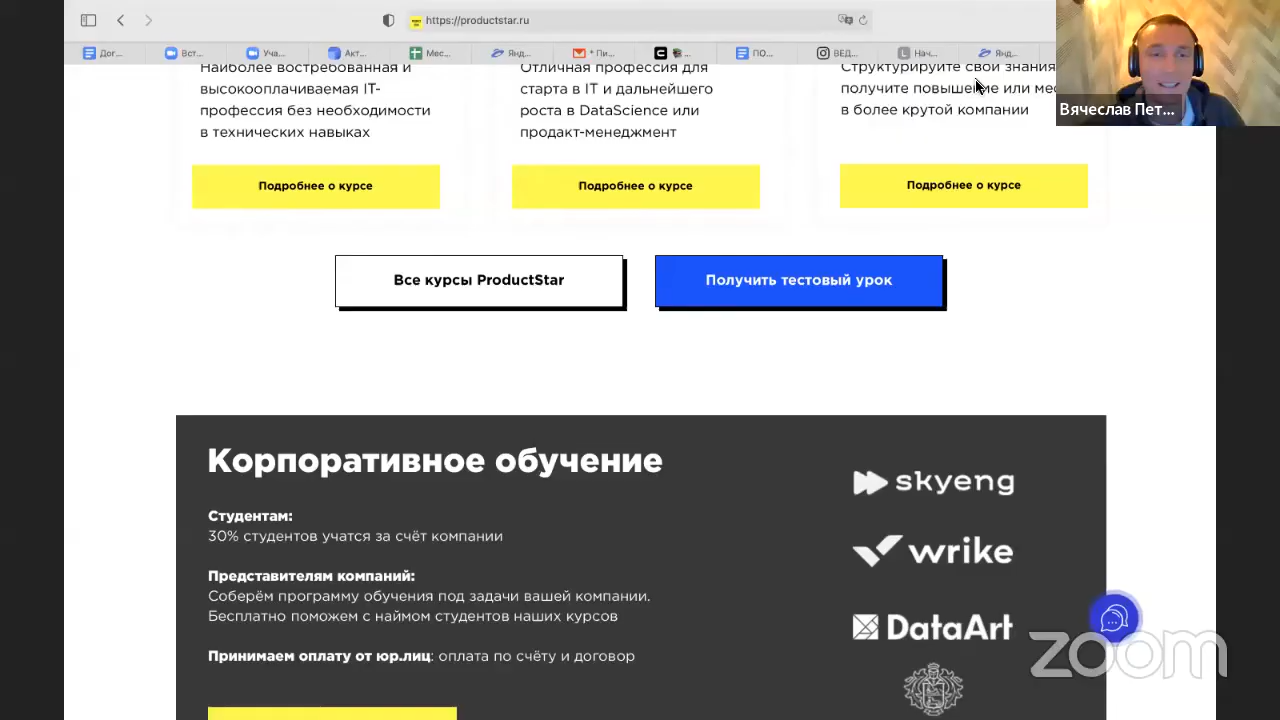 https://productstar.ru
Дог...
Вст...
Уча...
Акт...
Мес...
Янд...
* Пи...
ПО...
ВЕД...
Нач...
Янд...
Вячеслав Пет...
Наиболее востребованная и
высокооплачиваемая IT-
профессия без необходимости
в технических навыках
Подробнее о курсе
Отличная профессия для
старта в IT и дальнейшего
роста в DataScience или
продакт-менеджмент
Подробнее о курсе
Структурируйте свои знания
получите повышение или мес
в более крутой компании
Подробнее о курсе
Все курсы ProductStar
Получить тестовый урок
Корпоративное обучение
Студентам:
30% студентов учатся за счёт компании
Представителям компаний:
Соберём программу обучения под задачи вашей компании.
Бесплатно поможем с наймом студентов наших курсов
Принимаем оплату от юр.лиц: оплата по счёту и договор
skyeng
wrike
DataArt
zoom